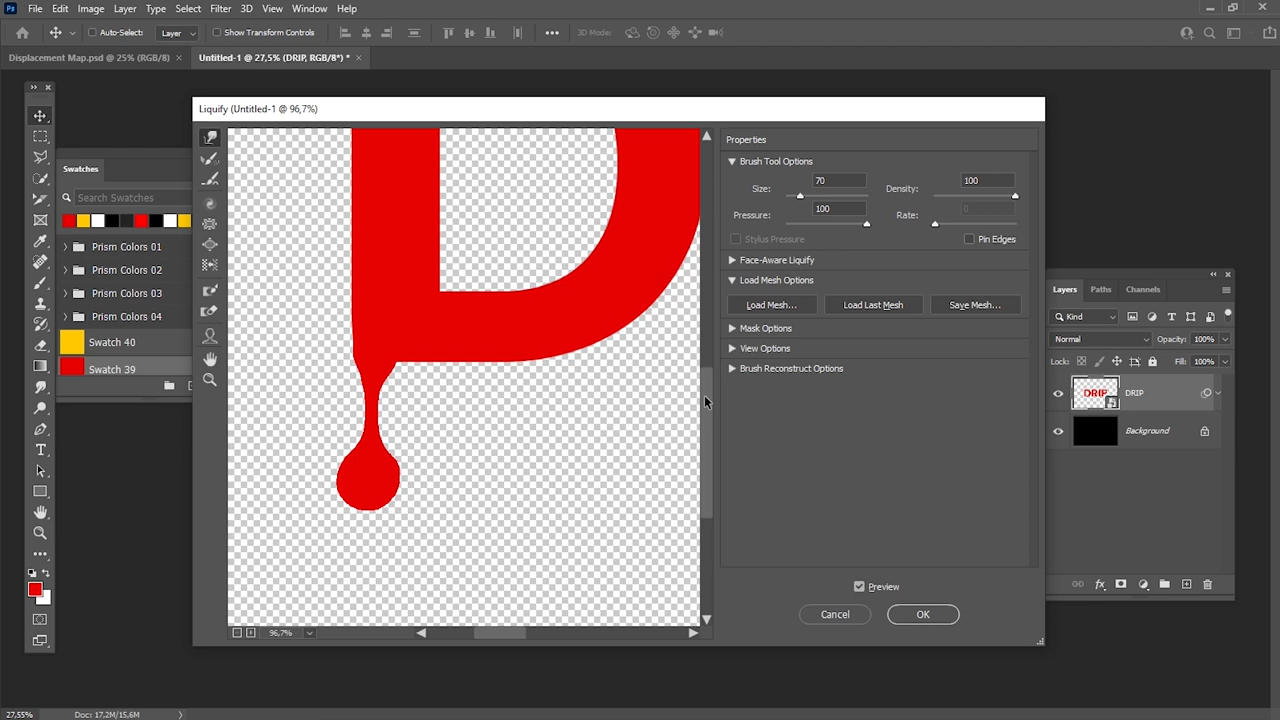 Ps File Edit Image Layer Type Select Filter 3D View Window Help
Auto-Select: Layer Show Transform Controls 3D Mode:
Displacement Map.psd @ 25% (RGB/8) × Untitled-1 @ 27,5% (DRIP, RGB/8*) * ×
Liquify (Untitled-1 @ 96,7%)
Swatches
Search Swatches
Prism Colors 01
Prism Colors 02
Prism Colors 03
Prism Colors 04
Swatch 40
Swatch 39
Properties
Brush Tool Options
Size: 70 Density: 100
Pressure: 100 Rate: 0
Stylus Pressure Pin Edges
Face-Aware Liquify
Load Mesh Options
Load Mesh... Load Last Mesh Save Mesh...
Mask Options
View Options
Brush Reconstruct Options
Preview
Cancel OK
96,7%
Layers Paths Channels
Kind
Normal Opacity: 100%
Lock: Fill: 100%
DRIP DRIP
Background
27,55% Doc: 17,2M/15,6M